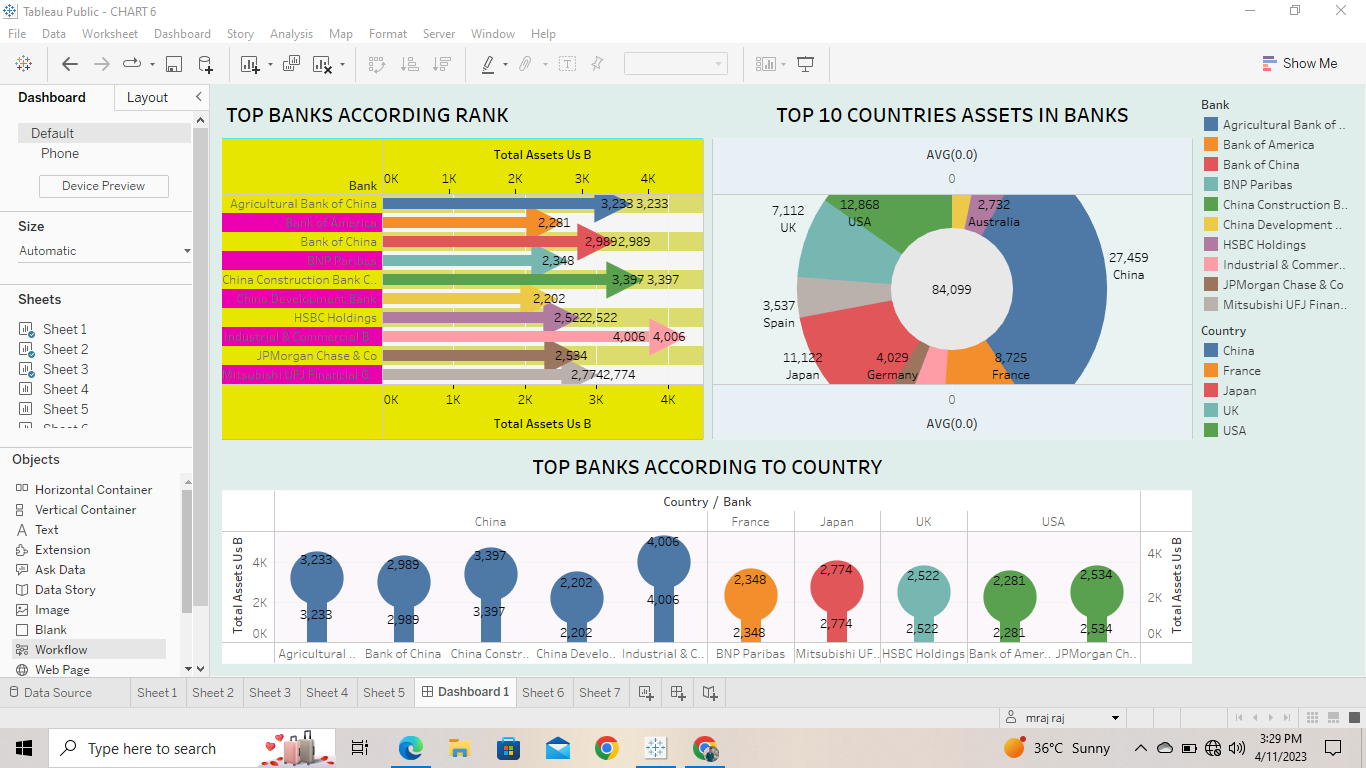 Tableau Public - CHART 6
File Data Worksheet Dashboard Story Analysis Map Format Server Window Help
Show Me
Dashboard Layout
Default
Phone
Device Preview
Size
Automatic
Sheets
Sheet 1
Sheet 2
Sheet 3
Sheet 4
Sheet 5
Objects
Horizontal Container
Vertical Container
Text
Extension
Ask Data
Data Story
Image
Blank
Workflow
Web Page
TOP BANKS ACCORDING RANK
Total Assets Us B
Bank 0K 1K 2K 3K 4K
Agricultural Bank of China 3,233 3,233
Bank of America 2,281
Bank of China 2,989 2,989
BNP Paribas 2,348
China Construction Bank C.. 3,397 3,397
China Development Bank 2,202
HSBC Holdings 2,522 2,522
Industrial & Commercial B.. 4,006 4,006
JPMorgan Chase & Co 2,534
Mitsubishi UFJ Financial G.. 2,774 2,774
0K 1K 2K 3K 4K
Total Assets Us B
TOP 10 COUNTRIES ASSETS IN BANKS
AVG(0.0)
0
12,868
USA
2,732
Australia
7,112
UK
27,459
China
84,099
3,537
Spain
11,122
Japan
4,029
Germany
8,725
France
0
AVG(0.0)
Bank
Agricultural Bank of ..
Bank of America
Bank of China
BNP Paribas
China Construction B..
China Development ..
HSBC Holdings
Industrial & Commer..
JPMorgan Chase & Co
Mitsubishi UFJ Finan..
Country
China
France
Japan
UK
USA
TOP BANKS ACCORDING TO COUNTRY
Country / Bank
China France Japan UK USA
Total Assets Us B
4K
2K
0K
3,233 2,989 3,397 2,202 4,006 2,348 2,774 2,522 2,281 2,534
3,233 2,989 3,397 2,202 4,006 2,348 2,774 2,522 2,281 2,534
4K
2K
0K
Total Assets Us B
Agricultural .. Bank of China China Constr.. China Develo.. Industrial & C.. BNP Paribas Mitsubishi UF.. HSBC Holdings Bank of Amer.. JPMorgan Ch..
Data Source Sheet 1 Sheet 2 Sheet 3 Sheet 4 Sheet 5 Dashboard 1 Sheet 6 Sheet 7
mraj raj
Type here to search
36°C Sunny
3:29 PM
4/11/2023